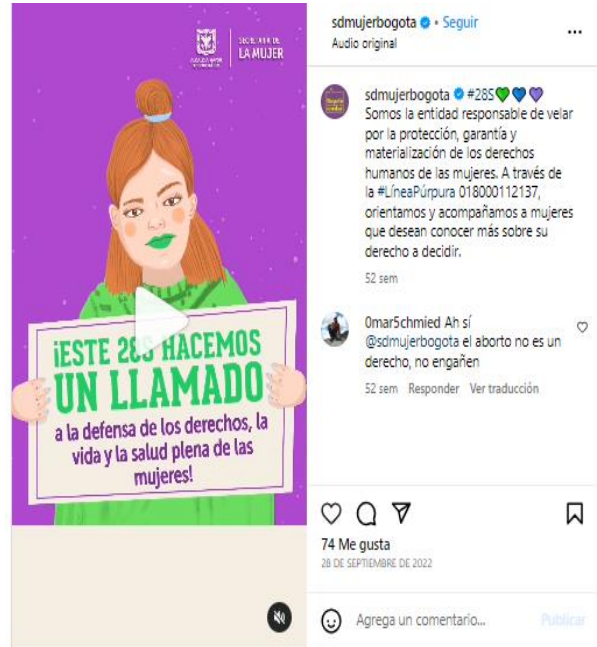 SECRETARÍA DE
LA MUJER
¡ESTE 28S HACEMOS
UN LLAMADO
a la defensa de los derechos, la
vida y la salud plena de las
mujeres!
sdmujerbogota • Seguir
Audio original
sdmujerbogota #28S💚💙💜
Somos la entidad responsable de velar
por la protección, garantía y
materialización de los derechos
humanos de las mujeres. A través de
la #LíneaPúrpura 018000112137,
orientamos y acompañamos a mujeres
que desean conocer más sobre su
derecho a decidir.
52 sem
0mar5chmied Ah sí
@sdmujerbogota el aborto no es un
derecho, no engañen
52 sem Responder Ver traducción
74 Me gusta
28 DE SEPTIEMBRE DE 2022
Agrega un comentario...
Publicar